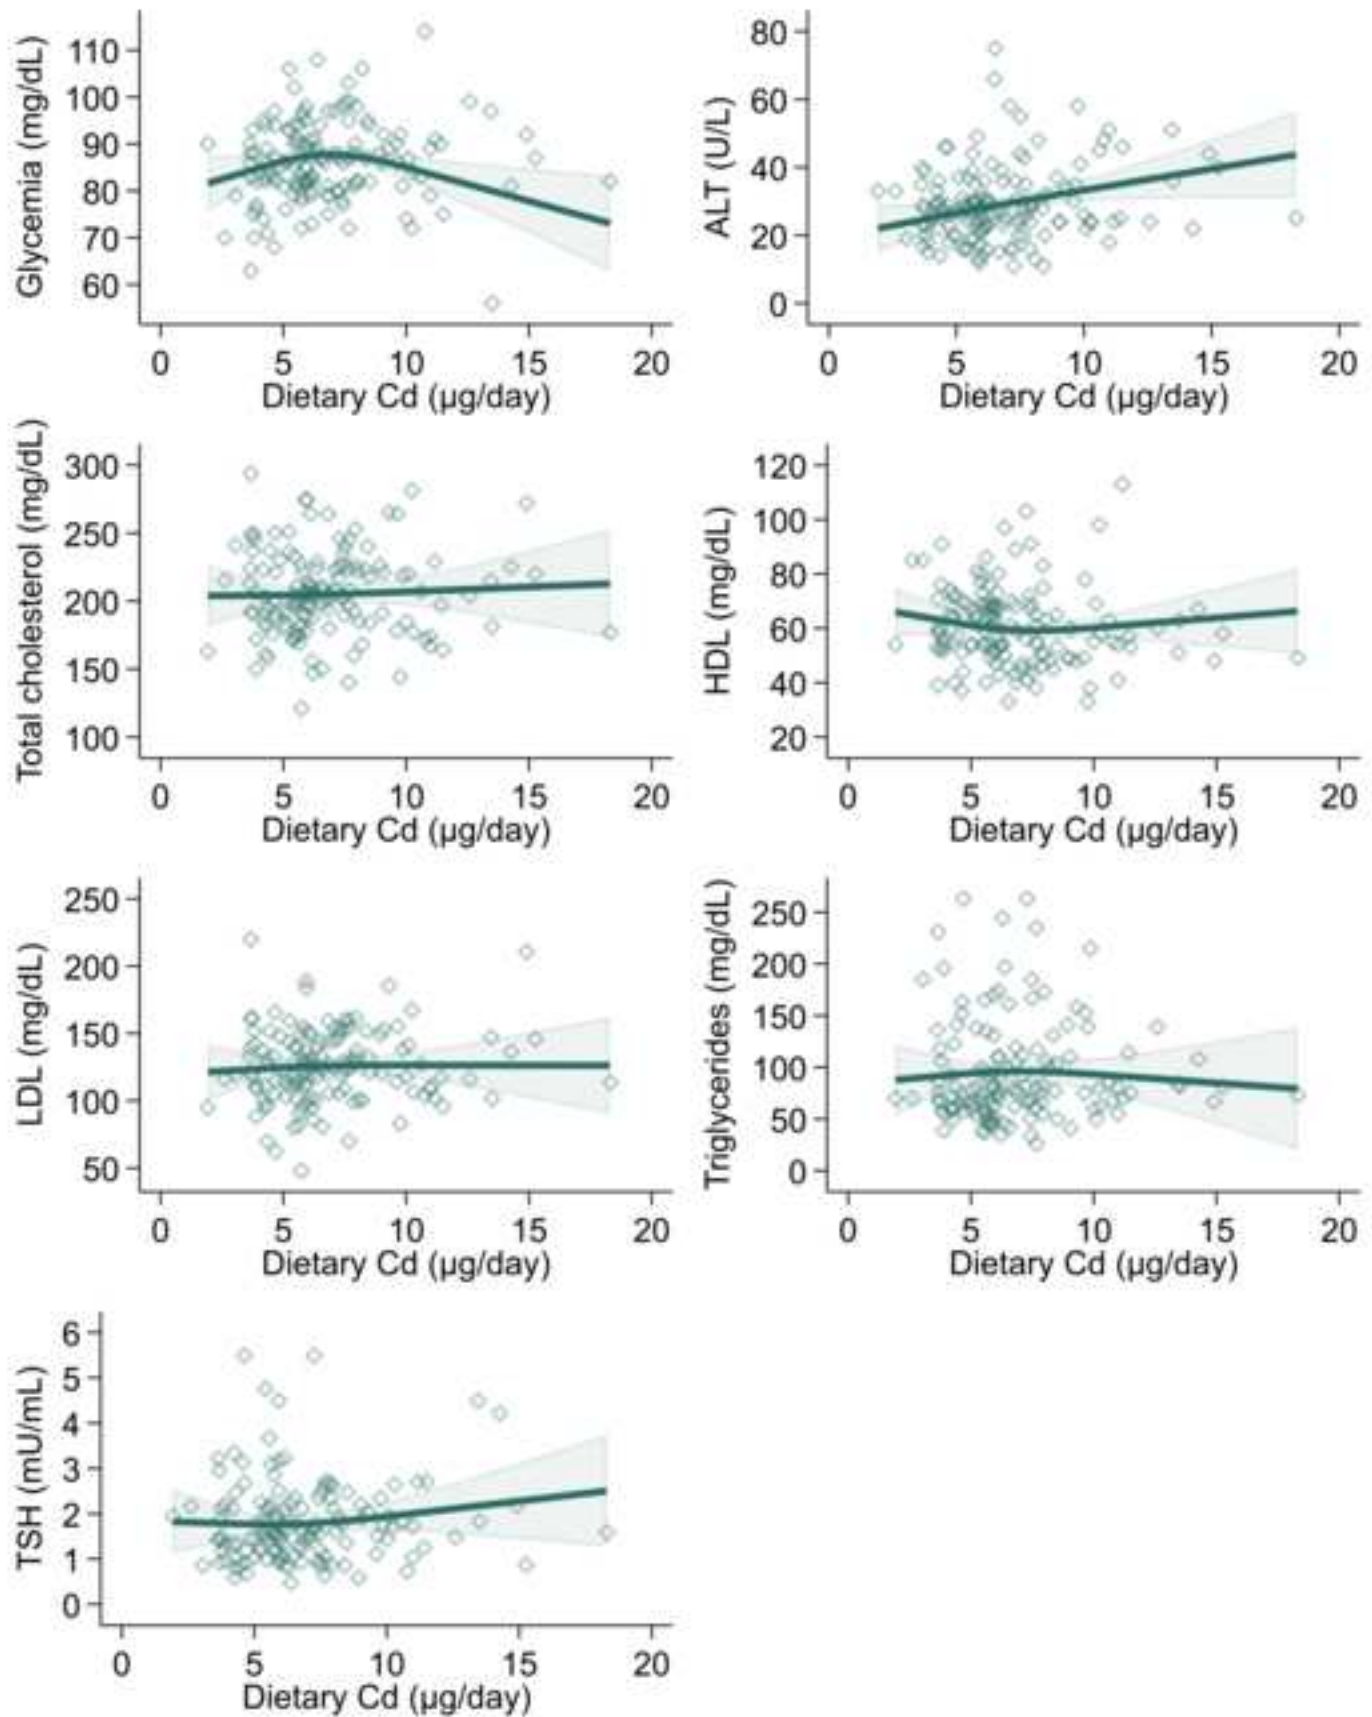 Glycemia (mg/dL)
110
100
90
80
70
60
0 5 10 15 20
Dietary Cd (µg/day)
ALT (U/L)
80
60
40
20
0
0 5 10 15 20
Dietary Cd (µg/day)
Total cholesterol (mg/dL)
300
250
200
150
100
0 5 10 15 20
Dietary Cd (µg/day)
HDL (mg/dL)
120
100
80
60
40
20
0 5 10 15 20
Dietary Cd (µg/day)
LDL (mg/dL)
250
200
150
100
50
0 5 10 15 20
Dietary Cd (µg/day)
Triglycerides (mg/dL)
250
200
150
100
50
0
0 5 10 15 20
Dietary Cd (µg/day)
TSH (mU/mL)
6
5
4
3
2
1
0
0 5 10 15 20
Dietary Cd (µg/day)